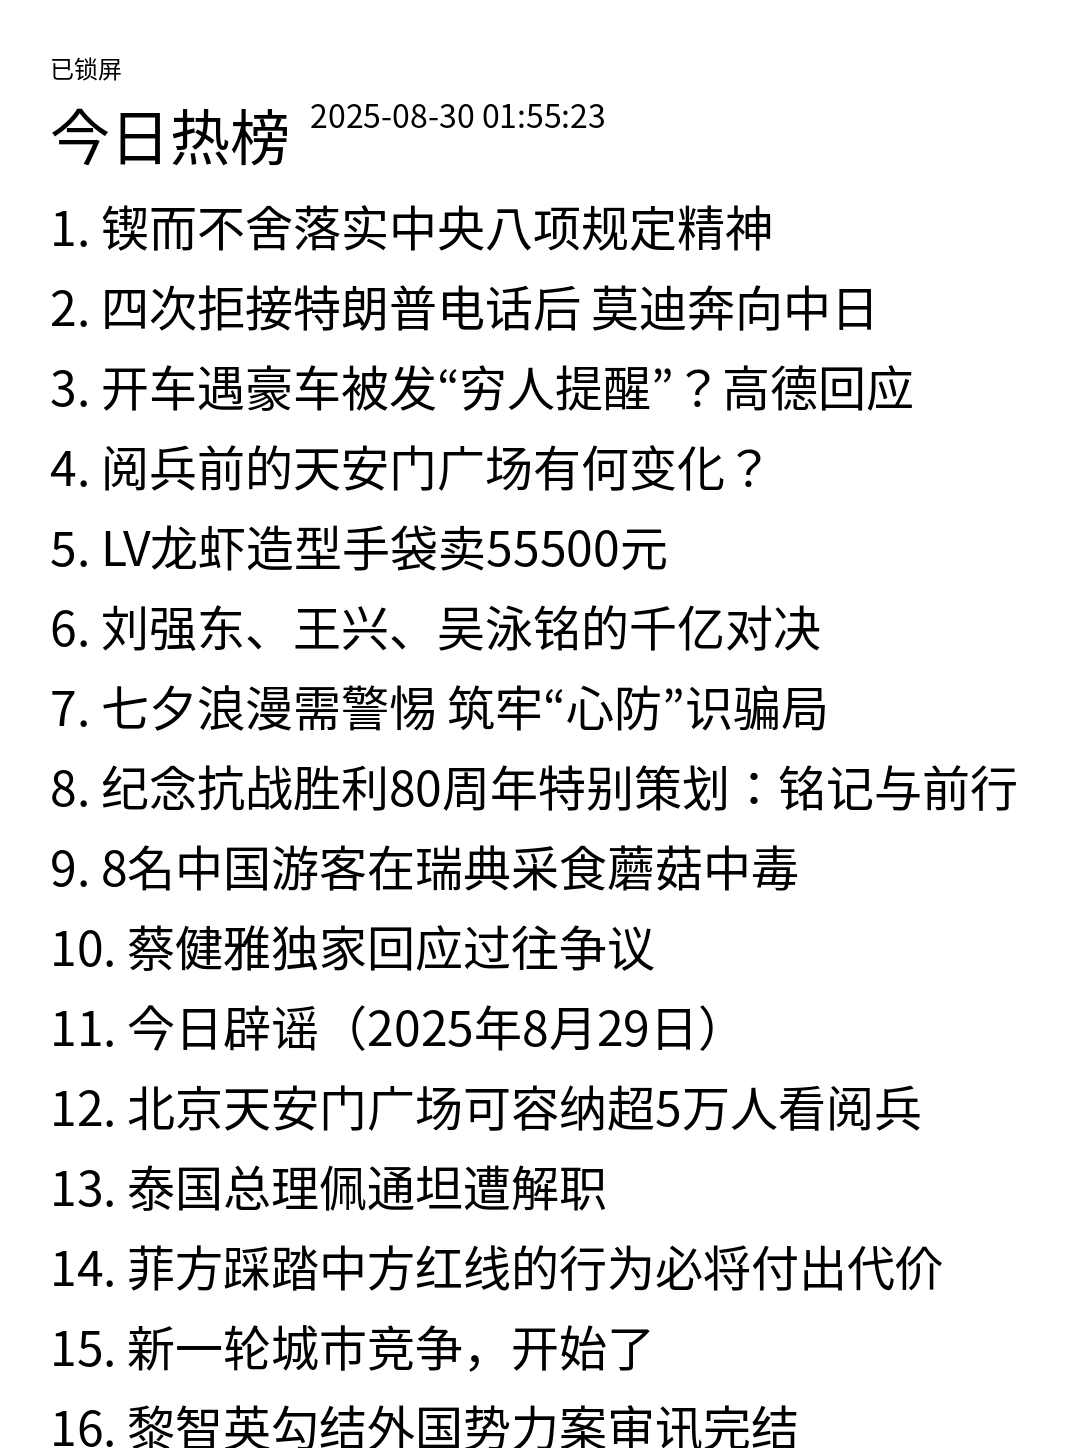 已锁屏
今日热榜 2025-08-30 01:55:23
1. 锲而不舍落实中央八项规定精神
2. 四次拒接特朗普电话后 莫迪奔向中日
3. 开车遇豪车被发“穷人提醒”？高德回应
4. 阅兵前的天安门广场有何变化？
5. LV龙虾造型手袋卖55500元
6. 刘强东、王兴、吴泳铭的千亿对决
7. 七夕浪漫需警惕 筑牢“心防”识骗局
8. 纪念抗战胜利80周年特别策划：铭记与前行
9. 8名中国游客在瑞典采食蘑菇中毒
10. 蔡健雅独家回应过往争议
11. 今日辟谣（2025年8月29日）
12. 北京天安门广场可容纳超5万人看阅兵
13. 泰国总理佩通坦遭解职
14. 菲方踩踏中方红线的行为必将付出代价
15. 新一轮城市竞争，开始了
16. 黎智英勾结外国势力案审讯完结